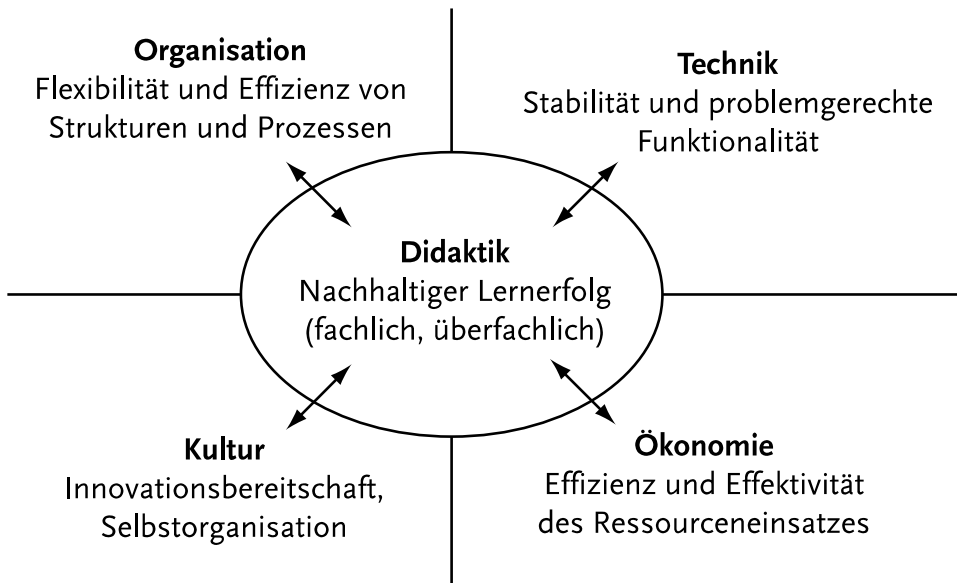 Organisation
Flexibilität und Effizienz von
Strukturen und Prozessen
Technik
Stabilität und problemgerechte
Funktionalität
Didaktik
Nachhaltiger Lernerfolg
(fachlich, überfachlich)
Kultur
Innovationsbereitschaft,
Selbstorganisation
Ökonomie
Effizienz und Effektivität
des Ressourceneinsatzes